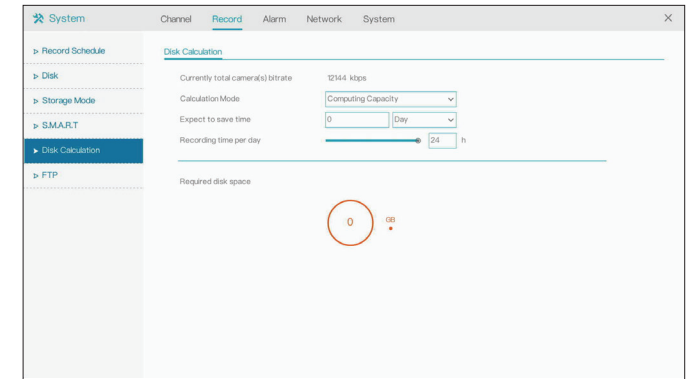 System Channel Record Alarm Network System X
Record Schedule
Disk
Storage Mode
S.M.A.R.T
Disk Calculation
FTP
Disk Calculation
Currently total camera(s) bitrate 12144 kbps
Calculation Mode Computing Capacity
Expect to save time 0 Day
Recording time per day 24 h
Required disk space
0 GB